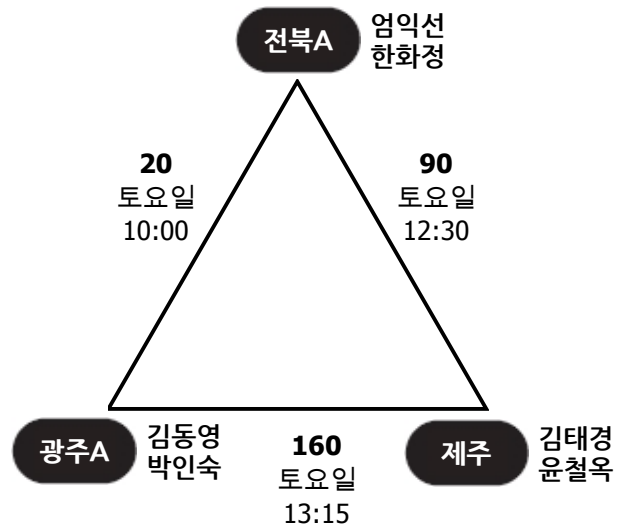 전북A
엄익선
한화정
20
토요일
10:00
90
토요일
12:30
광주A
김동영
박인숙
160
토요일
13:15
제주
김태경
윤철옥